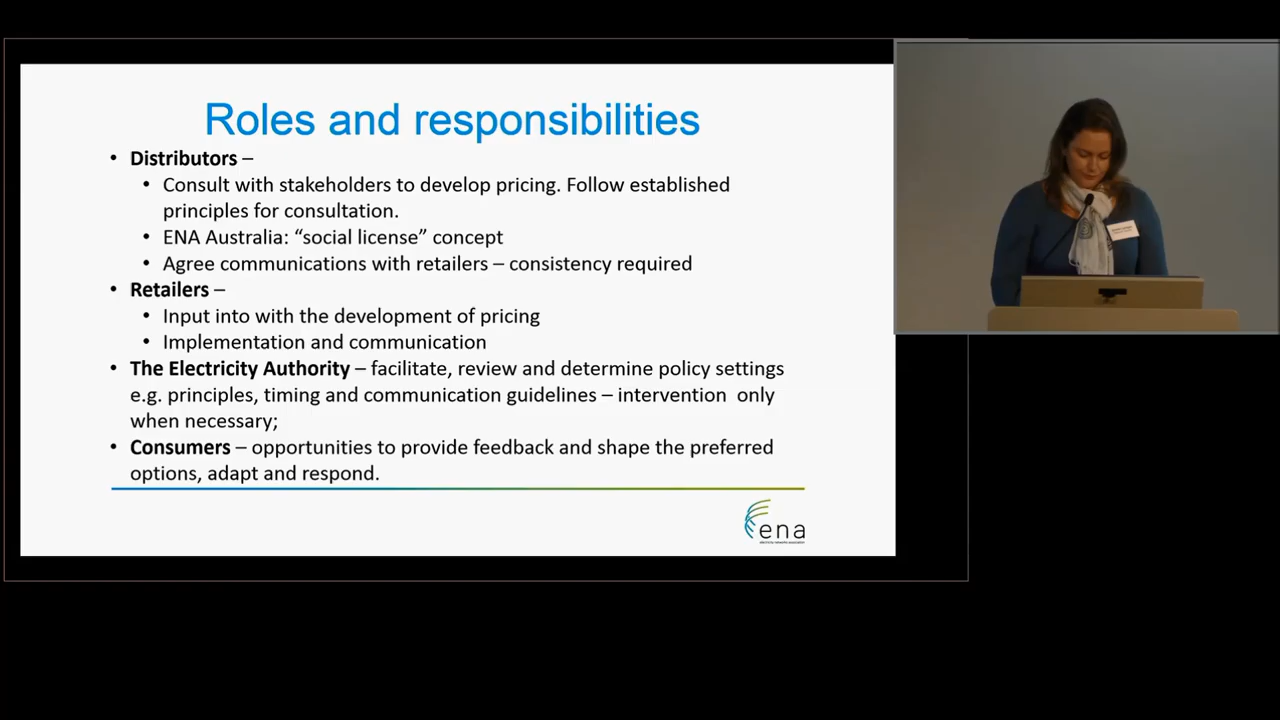 Roles and responsibilities
• Distributors –
• Consult with stakeholders to develop pricing. Follow established
principles for consultation.
• ENA Australia: “social license” concept
• Agree communications with retailers – consistency required
• Retailers –
• Input into with the development of pricing
• Implementation and communication
• The Electricity Authority – facilitate, review and determine policy settings
e.g. principles, timing and communication guidelines – intervention only
when necessary;
• Consumers – opportunities to provide feedback and shape the preferred
options, adapt and respond.
ena
electricity networks association